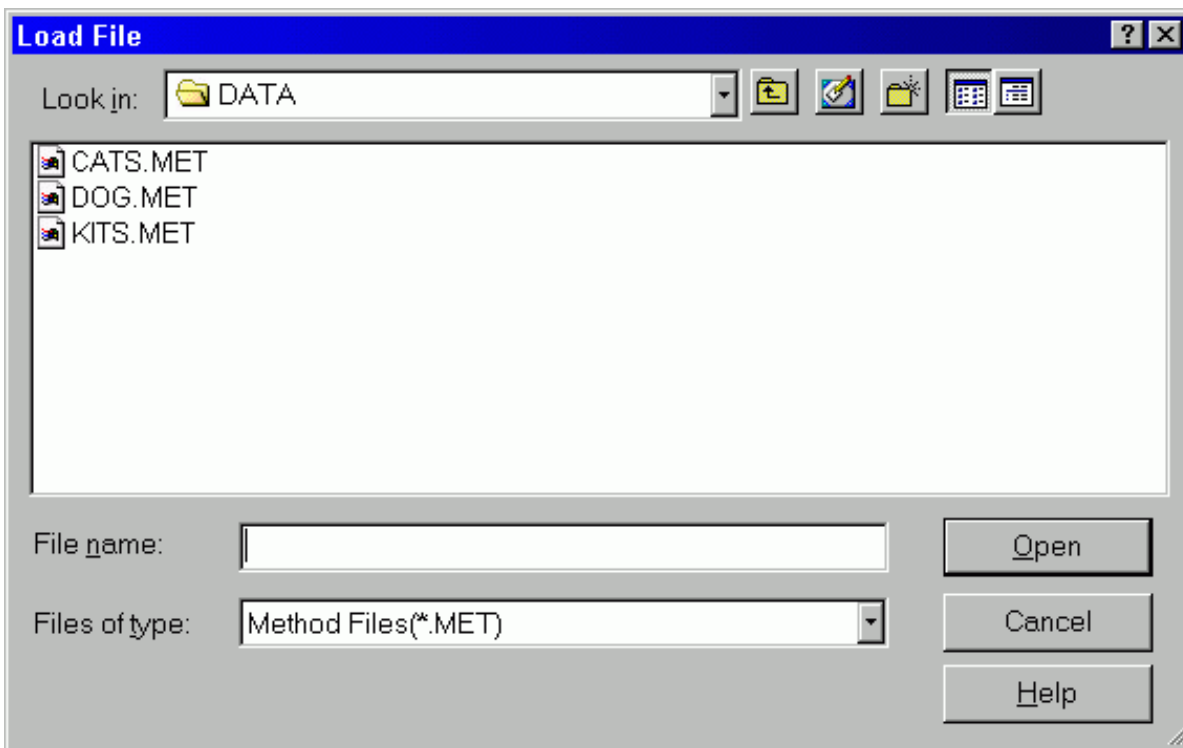 Load File
Look in: DATA
CATS.MET
DOG.MET
KITS.MET
File name: Open
Files of type: Method Files(*.MET) Cancel
Help